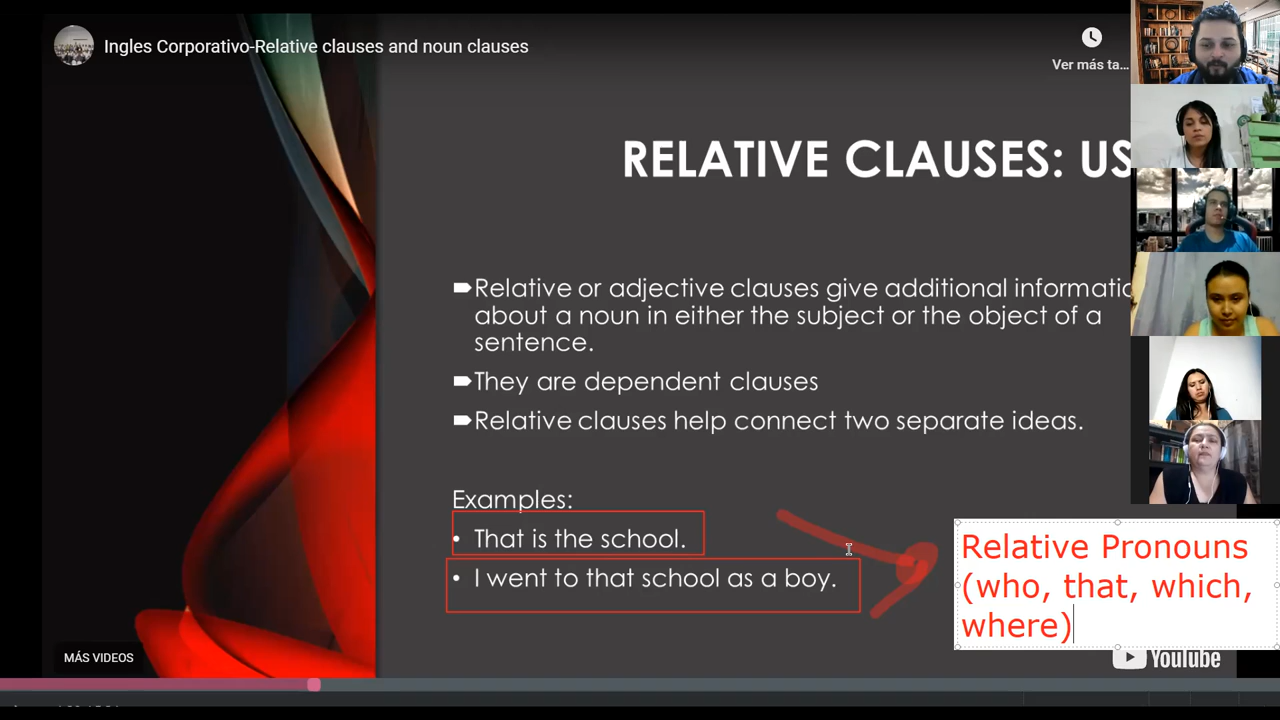 Ingles Corporativo-Relative clauses and noun clauses
Ver más ta...
RELATIVE CLAUSES: US
Relative or adjective clauses give additional informatio
about a noun in either the subject or the object of a
sentence.
They are dependent clauses
Relative clauses help connect two separate ideas.
Examples:
• That is the school.
• I went to that school as a boy.
Relative Pronouns
(who, that, which,
where)
MÁS VIDEOS
YouTube